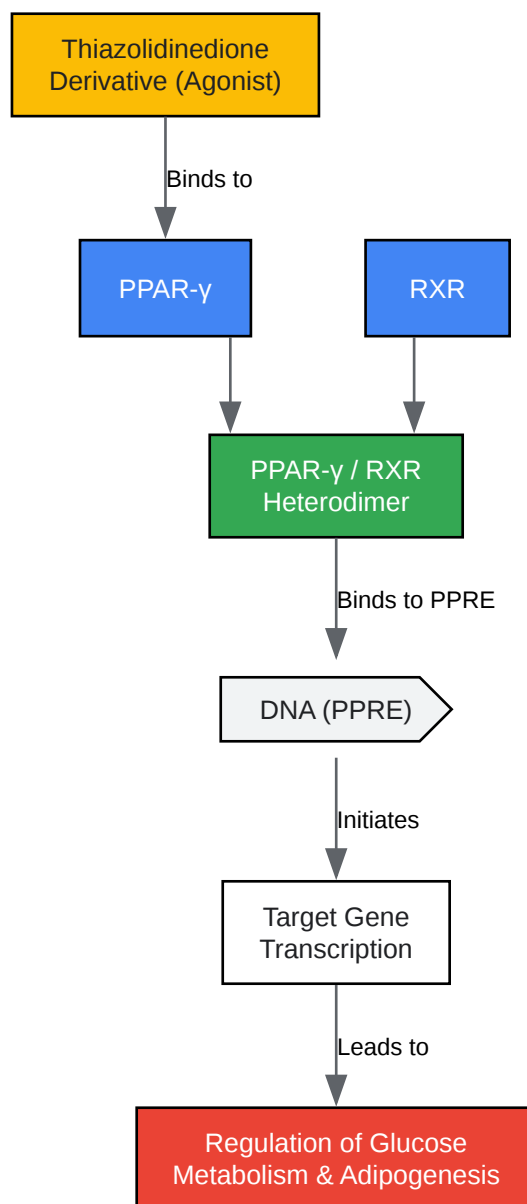 Thiazolidinedione
Derivative (Agonist)
Binds to
PPAR-γ
RXR
PPAR-γ / RXR
Heterodimer
Binds to PPRE
DNA (PPRE)
Initiates
Target Gene
Transcription
Leads to
Regulation of Glucose
Metabolism & Adipogenesis